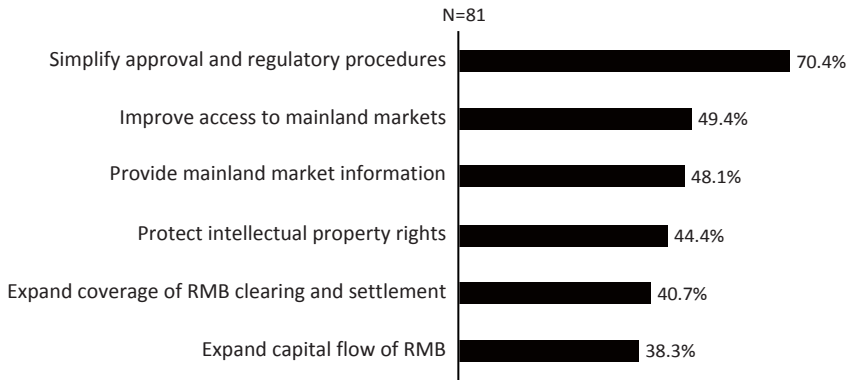 N=81
Simplify approval and regulatory procedures 70.4%
Improve access to mainland markets 49.4%
Provide mainland market information 48.1%
Protect intellectual property rights 44.4%
Expand coverage of RMB clearing and settlement 40.7%
Expand capital flow of RMB 38.3%